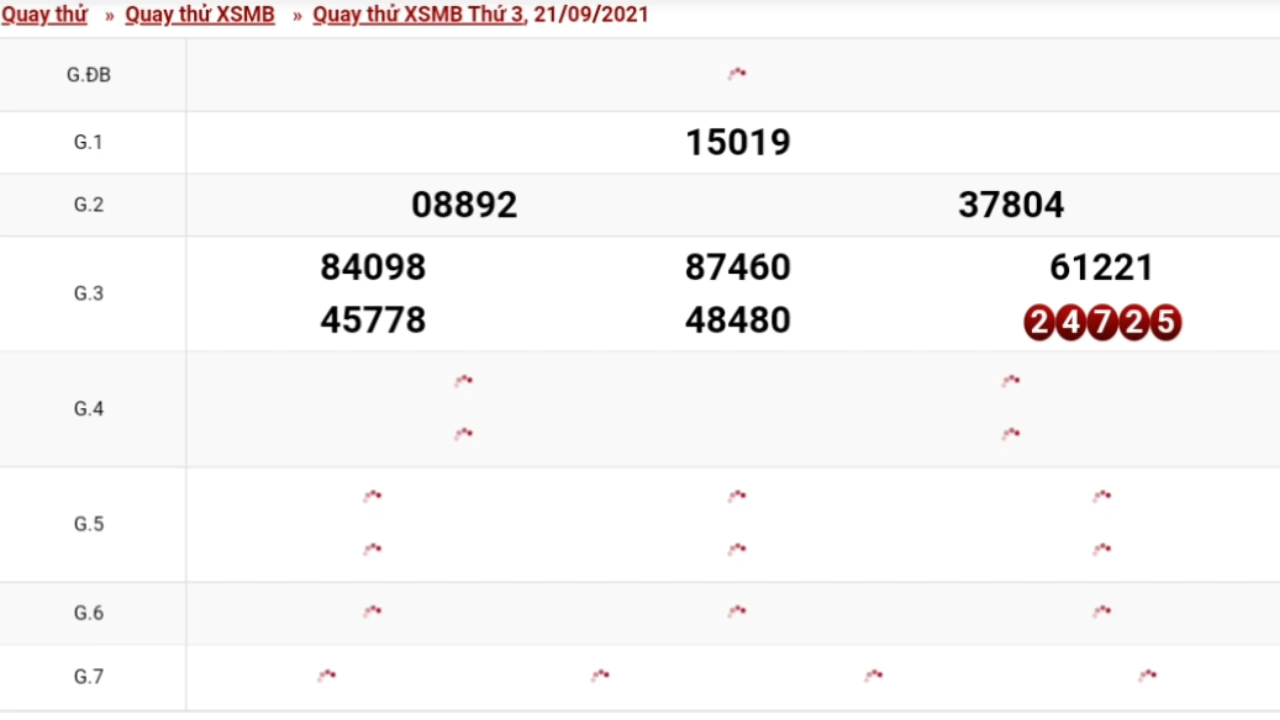 Quay thử » Quay thử XSMB » Quay thử XSMB Thứ 3, 21/09/2021
G.ĐB
G.1 15019
G.2 08892 37804
G.3 84098 87460 61221
45778 48480 24725
G.4
G.5
G.6
G.7